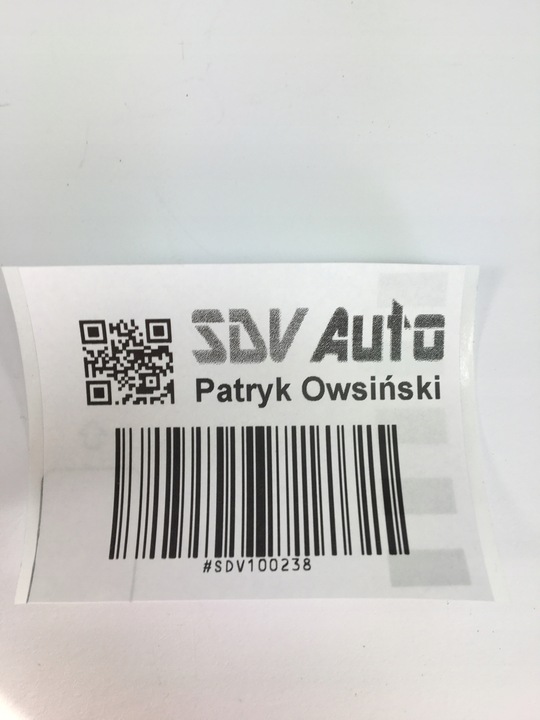 SDV Auto
Patryk Owsiński
#SDV100238